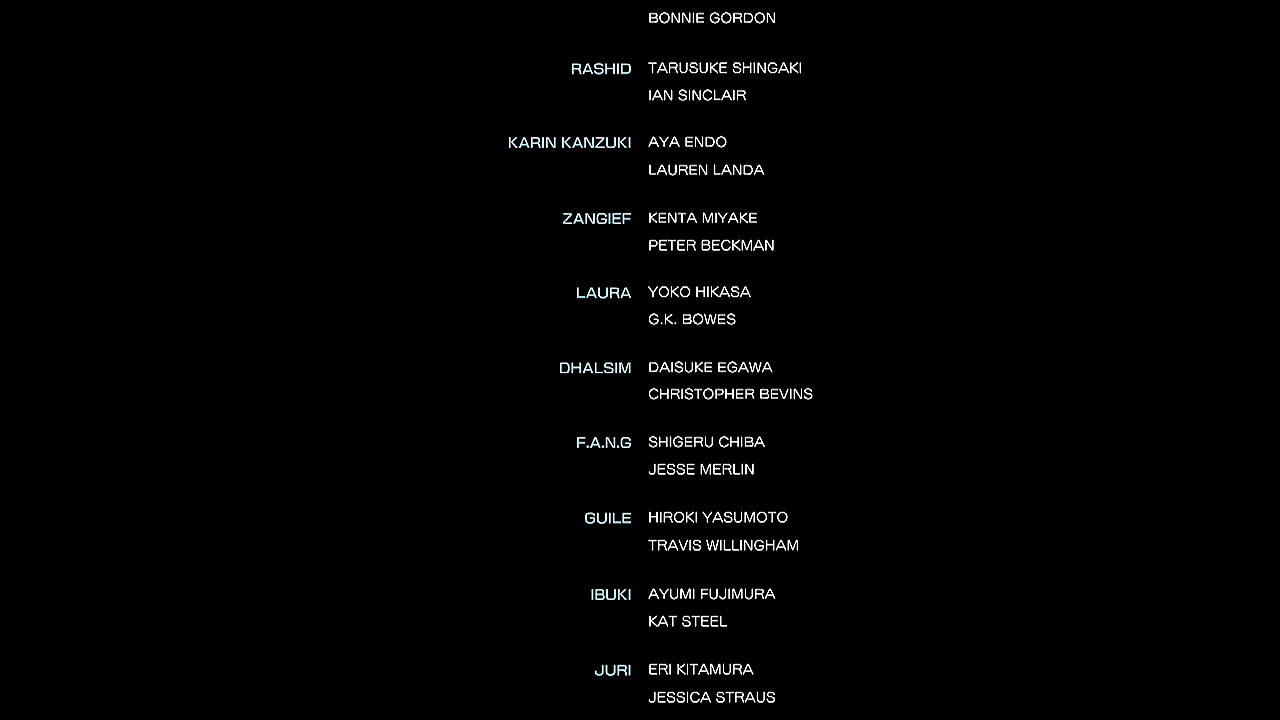 BONNIE GORDON
RASHID TARUSUKE SHINGAKI
IAN SINCLAIR
KARIN KANZUKI AYA ENDO
LAUREN LANDA
ZANGIEF KENTA MIYAKE
PETER BECKMAN
LAURA YOKO HIKASA
G.K. BOWES
DHALSIM DAISUKE EGAWA
CHRISTOPHER BEVINS
F.A.N.G SHIGERU CHIBA
JESSE MERLIN
GUILE HIROKI YASUMOTO
TRAVIS WILLINGHAM
IBUKI AYUMI FUJIMURA
KAT STEEL
JURI ERI KITAMURA
JESSICA STRAUS